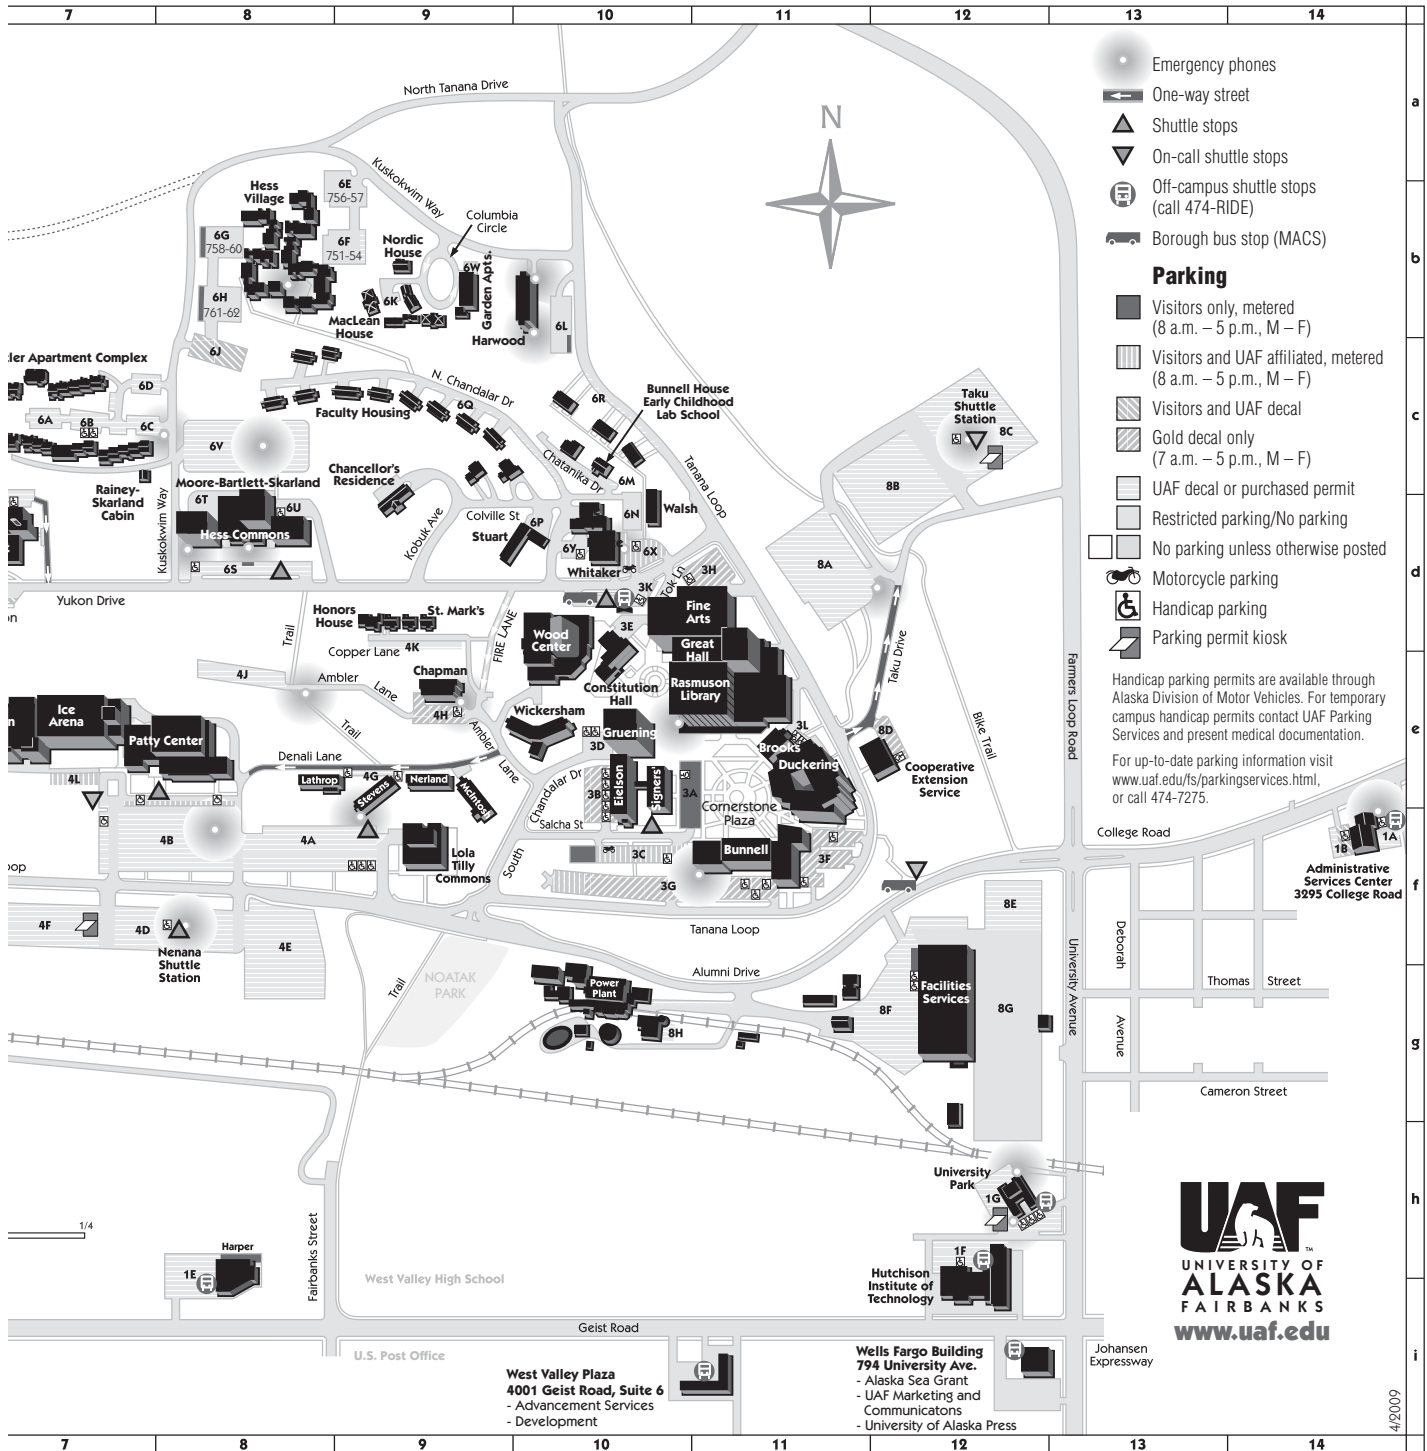 7 8 9 10 11 12 13 14
a
b
c
d
e
f
g
h
i
Emergency phones
One-way street
Shuttle stops
On-call shuttle stops
Off-campus shuttle stops
(call 474-RIDE)
Borough bus stop (MACS)
Parking
Visitors only, metered
(8 a.m. – 5 p.m., M – F)
Visitors and UAF affiliated, metered
(8 a.m. – 5 p.m., M – F)
Visitors and UAF decal
Gold decal only
(7 a.m. – 5 p.m., M – F)
UAF decal or purchased permit
Restricted parking/No parking
No parking unless otherwise posted
Motorcycle parking
Handicap parking
Parking permit kiosk
Handicap parking permits are available through
Alaska Division of Motor Vehicles. For temporary
campus handicap permits contact UAF Parking
Services and present medical documentation.
For up-to-date parking information visit
www.uaf.edu/fs/parkingservices.html,
or call 474-7275.
N
North Tanana Drive
Kuskokwim Way
Hess
Village
6E
756-57
6G
758-60
6F
751-54
6H
761-62
6J
Columbia
Circle
Nordic
House
6W
6K
Garden Apts.
MacLean
House
Harwood
6L
ler Apartment Complex
6D
6A
6B
6C
6V
N. Chandalar Dr
Faculty Housing
6Q
6R
Bunnell House
Early Childhood
Lab School
Chatanika Dr
6M
Tanana Loop
Taku
Shuttle
Station
8C
8B
8A
Rainey-
Skarland
Cabin
Moore-Bartlett-Skarland
6T
6U
Hess Commons
6S
Kuskokwim Way
Chancellor's
Residence
Kobuk Ave
Colville St
6P
Stuart
6N
Walsh
6Y
6X
Whitaker
Yukon Drive
on
Tok Ln
3H
3K
3E
Honors
House
St. Mark's
4K
Copper Lane
Trail
FIRE LANE
Wood
Center
Fine
Arts
Great
Hall
Rasmuson
Library
Constitution
Hall
4J
Ambler
Lane
Chapman
4H
Wickersham
Gruening
3D
Ambler
Lane
Trail
Denali Lane
n
Ice
Arena
Patty Center
4L
Lathrop
4G
Nerland
Stevens
McIntosh
Chandalar Dr
South
3B
Eielson
Signers'
3A
Salcha St
3C
Cornerstone
Plaza
3L
Brooks
Duckering
Bunnell
3F
3G
8D
Cooperative
Extension
Service
Taku Drive
Bike Trail
Farmers Loop Road
College Road
1B
1A
Administrative
Services Center
3295 College Road
4B
4A
Lola
Tilly
Commons
oop
4F
4D
4E
Nenana
Shuttle
Station
Trail
NOATAK
PARK
Tanana Loop
Alumni Drive
Power
Plant
8H
8E
8F
Facilities
Services
8G
University Avenue
Deborah
Avenue
Thomas Street
Cameron Street
University
Park
1G
1F
Hutchison
Institute of
Technology
1/4
Harper
1E
Fairbanks Street
West Valley High School
Geist Road
U.S. Post Office
West Valley Plaza
4001 Geist Road, Suite 6
- Advancement Services
- Development
Wells Fargo Building
794 University Ave.
- Alaska Sea Grant
- UAF Marketing and
Communicatons
- University of Alaska Press
Johansen
Expressway
UAF
TM
UNIVERSITY OF
ALASKA
FAIRBANKS
www.uaf.edu
4/2009
7 8 9 10 11 12 13 14